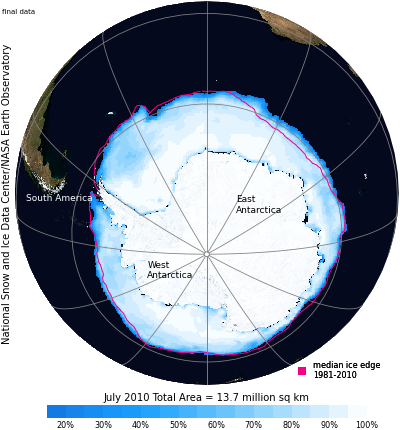 final data
National Snow and Ice Data Center/NASA Earth Observatory
South America
East
Antarctica
West
Antarctica
median ice edge
1981-2010
July 2010 Total Area = 13.7 million sq km
20% 30% 40% 50% 60% 70% 80% 90% 100%